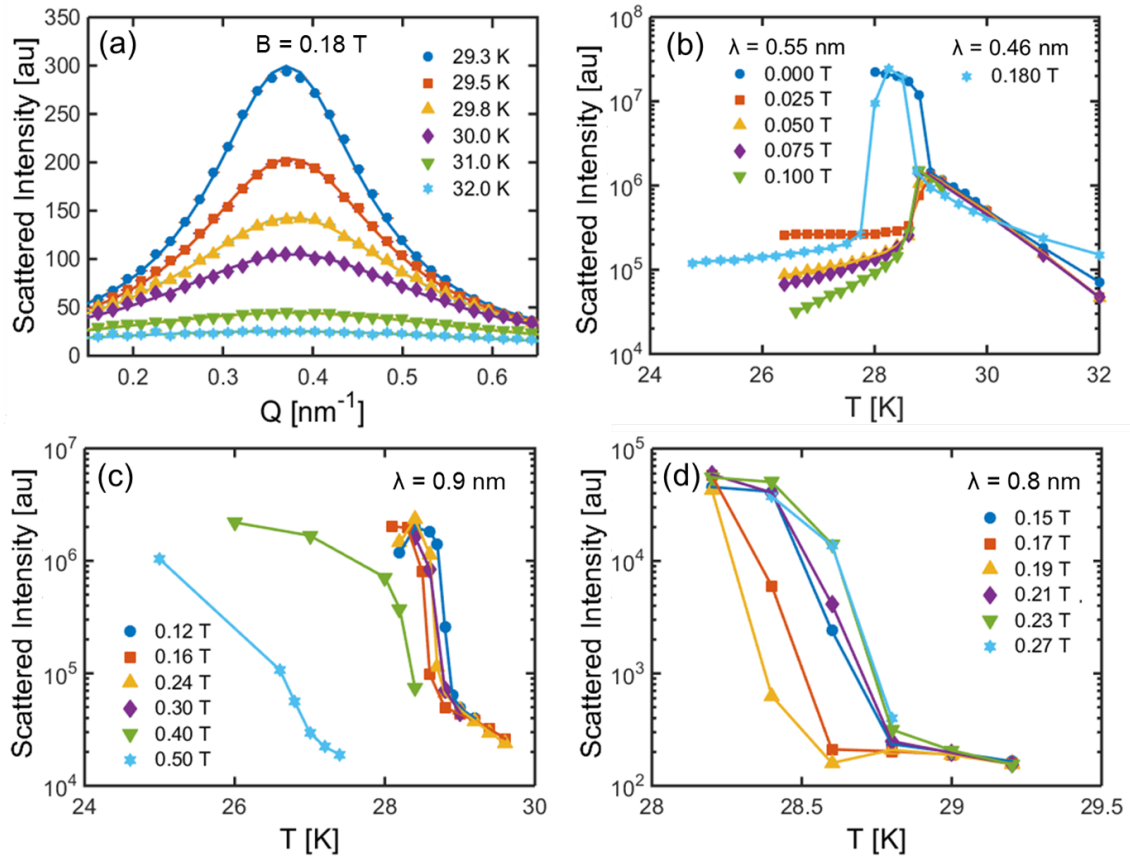 (a)
B = 0.18 T
29.3 K
29.5 K
29.8 K
30.0 K
31.0 K
32.0 K
Scattered Intensity [au]
350
300
250
200
150
100
50
0
0.2
0.3
0.4
0.5
0.6
Q [nm⁻¹]
(b)
λ = 0.55 nm
0.000 T
0.025 T
0.050 T
0.075 T
0.100 T
λ = 0.46 nm
0.180 T
Scattered Intensity [au]
10⁸
10⁷
10⁶
10⁵
10⁴
24
26
28
30
32
T [K]
(c)
λ = 0.9 nm
0.12 T
0.16 T
0.24 T
0.30 T
0.40 T
0.50 T
Scattered Intensity [au]
10⁷
10⁶
10⁵
10⁴
24
26
28
30
T [K]
(d)
λ = 0.8 nm
0.15 T
0.17 T
0.19 T
0.21 T .
0.23 T
0.27 T
Scattered Intensity [au]
10⁵
10⁴
10³
10²
28
28.5
29
29.5
T [K]